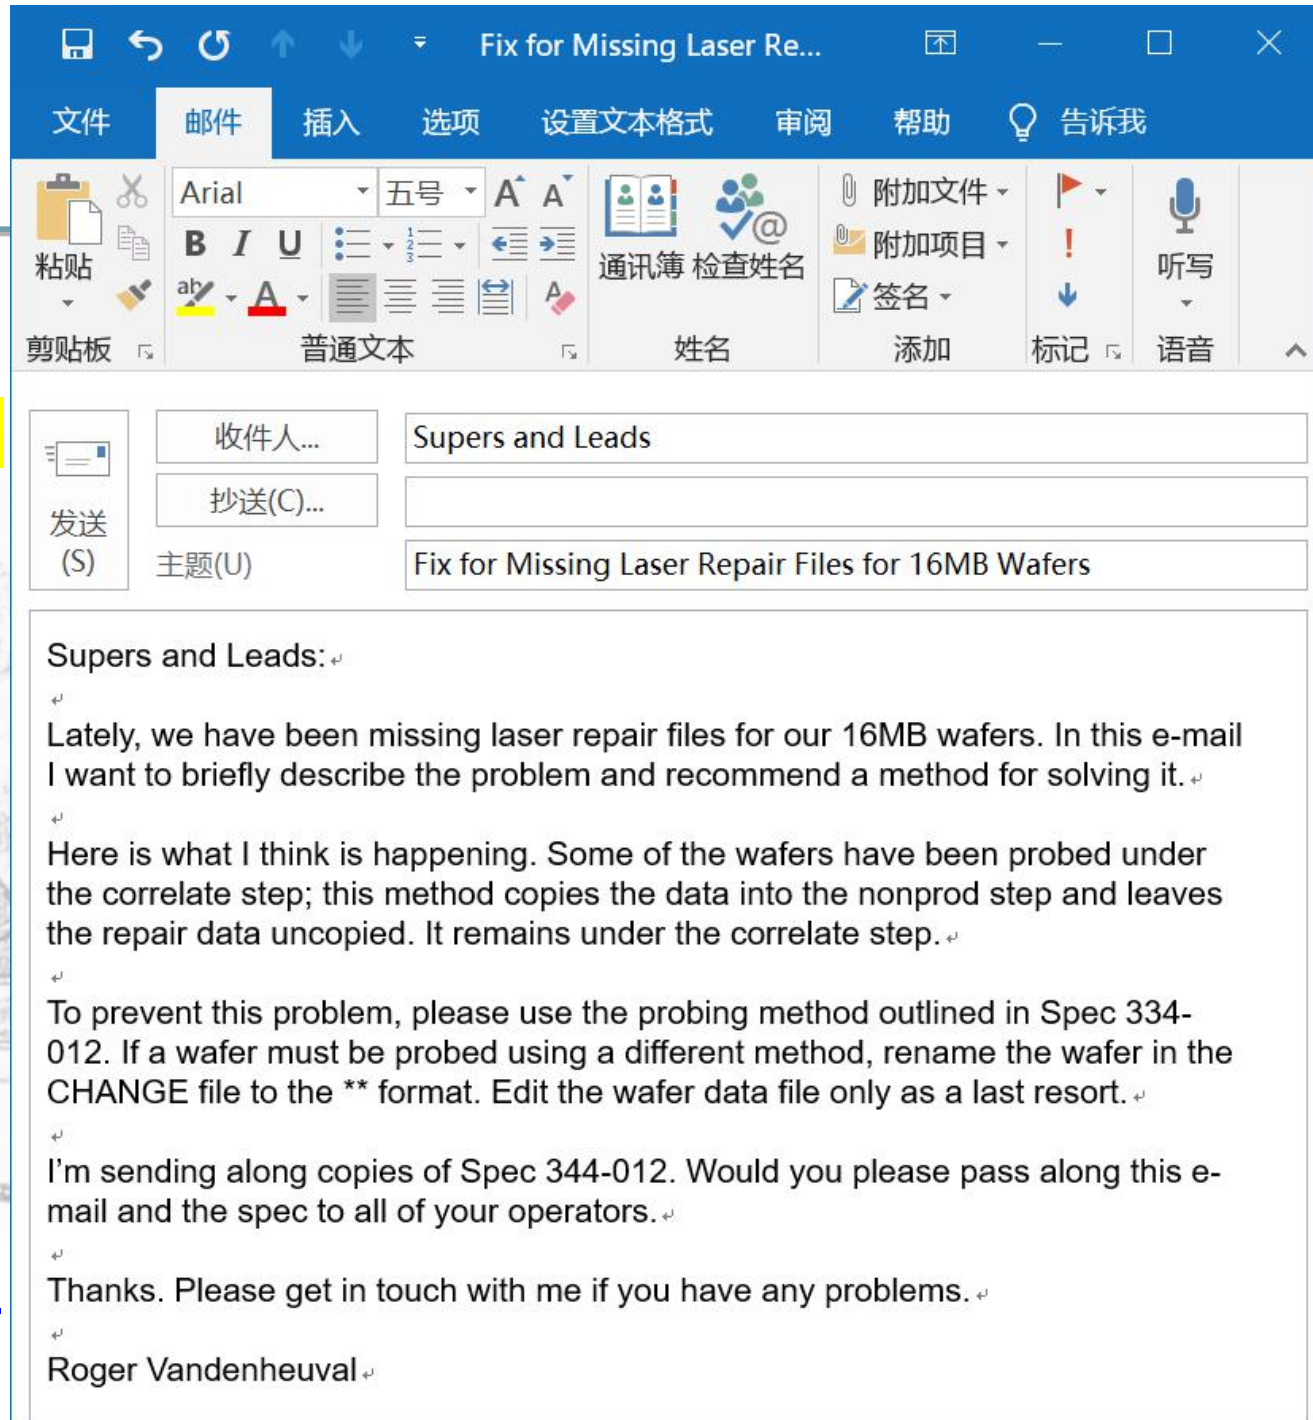 Fix for Missing Laser Re...
文件 邮件 插入 选项 设置文本格式 审阅 帮助 告诉我
粘贴
Arial 五号
B I U
通讯簿 检查姓名
附加文件
附加项目
签名
听写
剪贴板 普通文本 姓名 添加 标记 语音
发送
(S)
收件人... Supers and Leads
抄送(C)...
主题(U) Fix for Missing Laser Repair Files for 16MB Wafers
Supers and Leads:
Lately, we have been missing laser repair files for our 16MB wafers. In this e-mail
I want to briefly describe the problem and recommend a method for solving it.
Here is what I think is happening. Some of the wafers have been probed under
the correlate step; this method copies the data into the nonprod step and leaves
the repair data uncopied. It remains under the correlate step.
To prevent this problem, please use the probing method outlined in Spec 334-
012. If a wafer must be probed using a different method, rename the wafer in the
CHANGE file to the ** format. Edit the wafer data file only as a last resort.
I'm sending along copies of Spec 344-012. Would you please pass along this e-
mail and the spec to all of your operators.
Thanks. Please get in touch with me if you have any problems.
Roger Vandenheuval